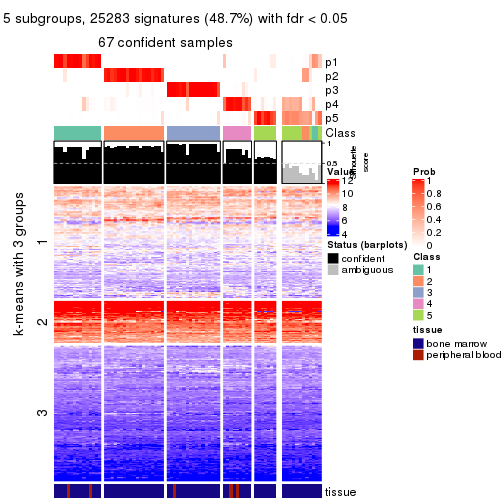 5 subgroups, 25283 signatures (48.7%) with fdr < 0.05
67 confident samples
p1
p2
p3
p4
p5
Class
1
0.5
0
silhouette
score
k-means with 3 groups
1
2
3
tissue
Value
12
10
8
6
4
Status (barplots)
confident
ambiguous
Prob
1
0.8
0.6
0.4
0.2
0
Class
1
2
3
4
5
tissue
bone marrow
peripheral blood